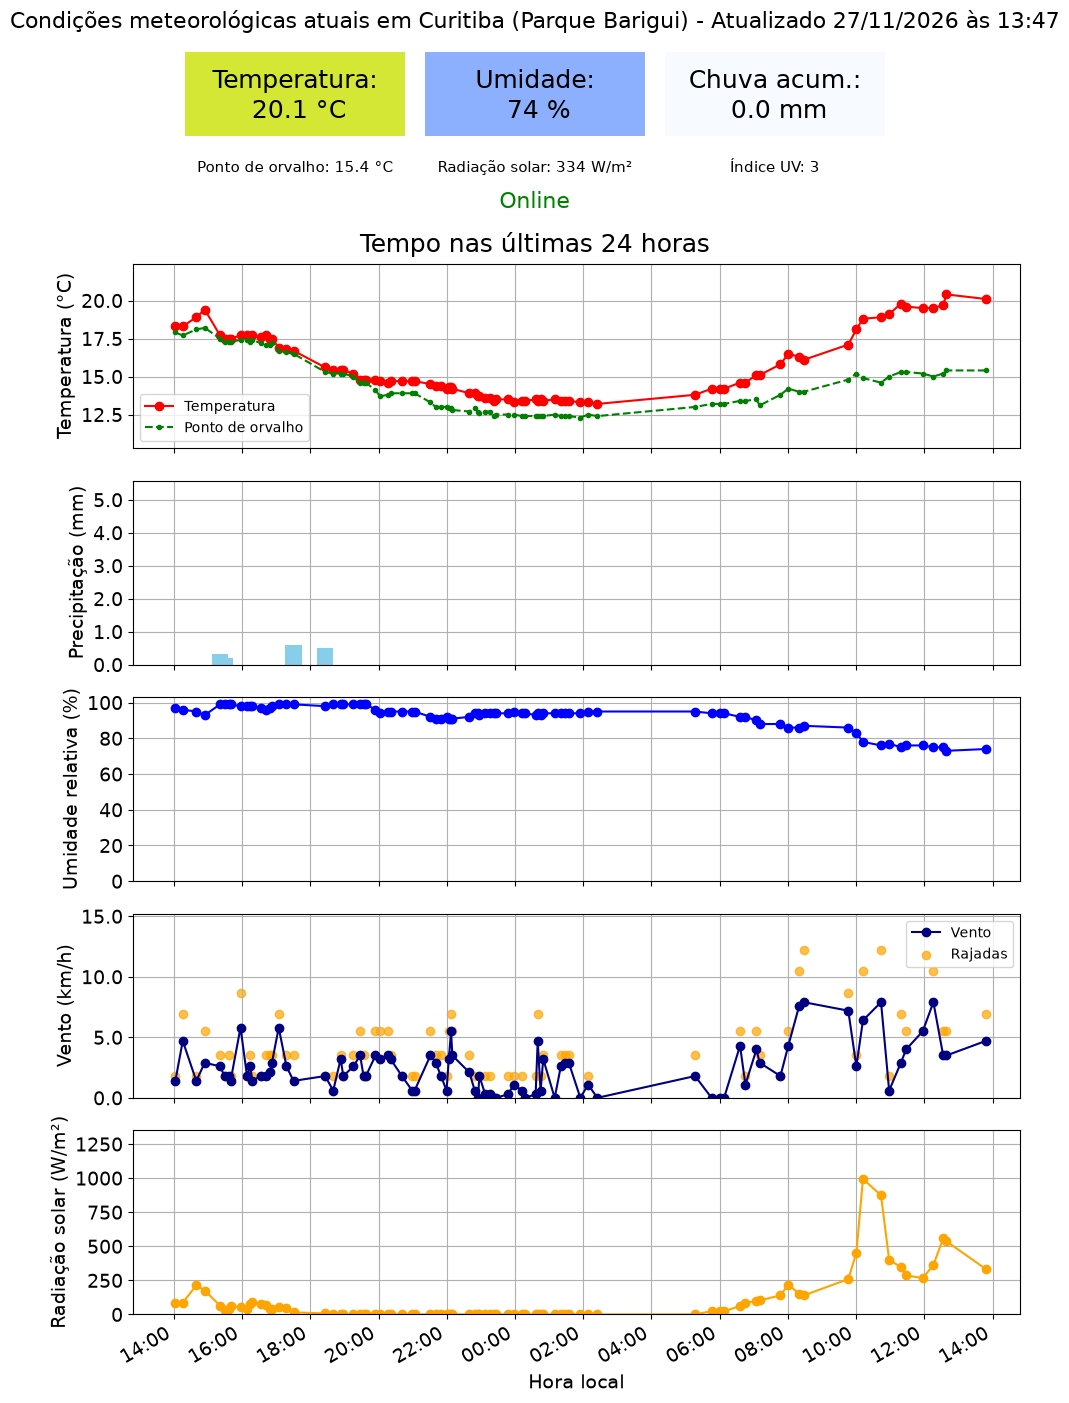 Condições meteorológicas atuais em Curitiba (Parque Barigui) - Atualizado 27/11/2026 às 13:47
Temperatura:
20.1 °C
Umidade:
74 %
Chuva acum.:
0.0 mm
Ponto de orvalho: 15.4 °C
Radiação solar: 334 W/m²
Índice UV: 3
Online
Tempo nas últimas 24 horas
Temperatura (°C)
20.0
17.5
15.0
12.5
Temperatura
Ponto de orvalho
Precipitação (mm)
5.0
4.0
3.0
2.0
1.0
0.0
Umidade relativa (%)
100
80
60
40
20
0
Vento (km/h)
15.0
10.0
5.0
0.0
Vento
Rajadas
Radiação solar (W/m²)
1250
1000
750
500
250
0
14:00
16:00
18:00
20:00
22:00
00:00
02:00
04:00
06:00
08:00
10:00
12:00
14:00
Hora local